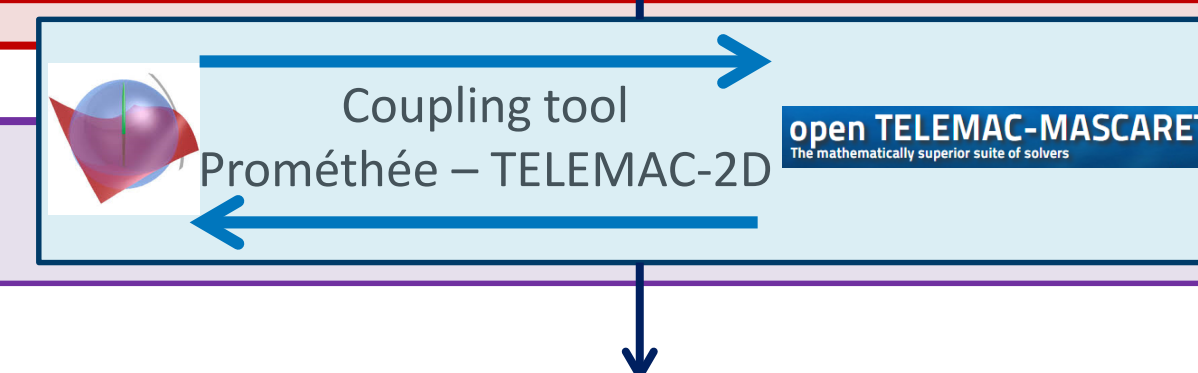 Coupling tool
Prométhée – TELEMAC-2D
open TELEMAC-MASCARET
The mathematically superior suite of solvers